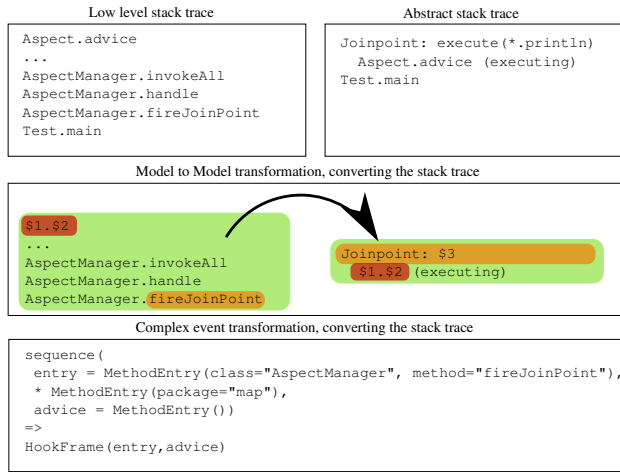 Low level stack trace
Aspect.advice
...
AspectManager.invokeAll
AspectManager.handle
AspectManager.fireJoinPoint
Test.main
Abstract stack trace
Joinpoint: execute(*.println)
  Aspect.advice (executing)
Test.main
Model to Model transformation, converting the stack trace
$1.$2
...
AspectManager.invokeAll
AspectManager.handle
AspectManager.fireJoinPoint
Joinpoint: $3
  $1.$2 (executing)
Complex event transformation, converting the stack trace
sequence(
 entry = MethodEntry(class="AspectManager", method="fireJoinPoint"),
 * MethodEntry(package="map"),
 advice = MethodEntry())
=>
HookFrame(entry,advice)